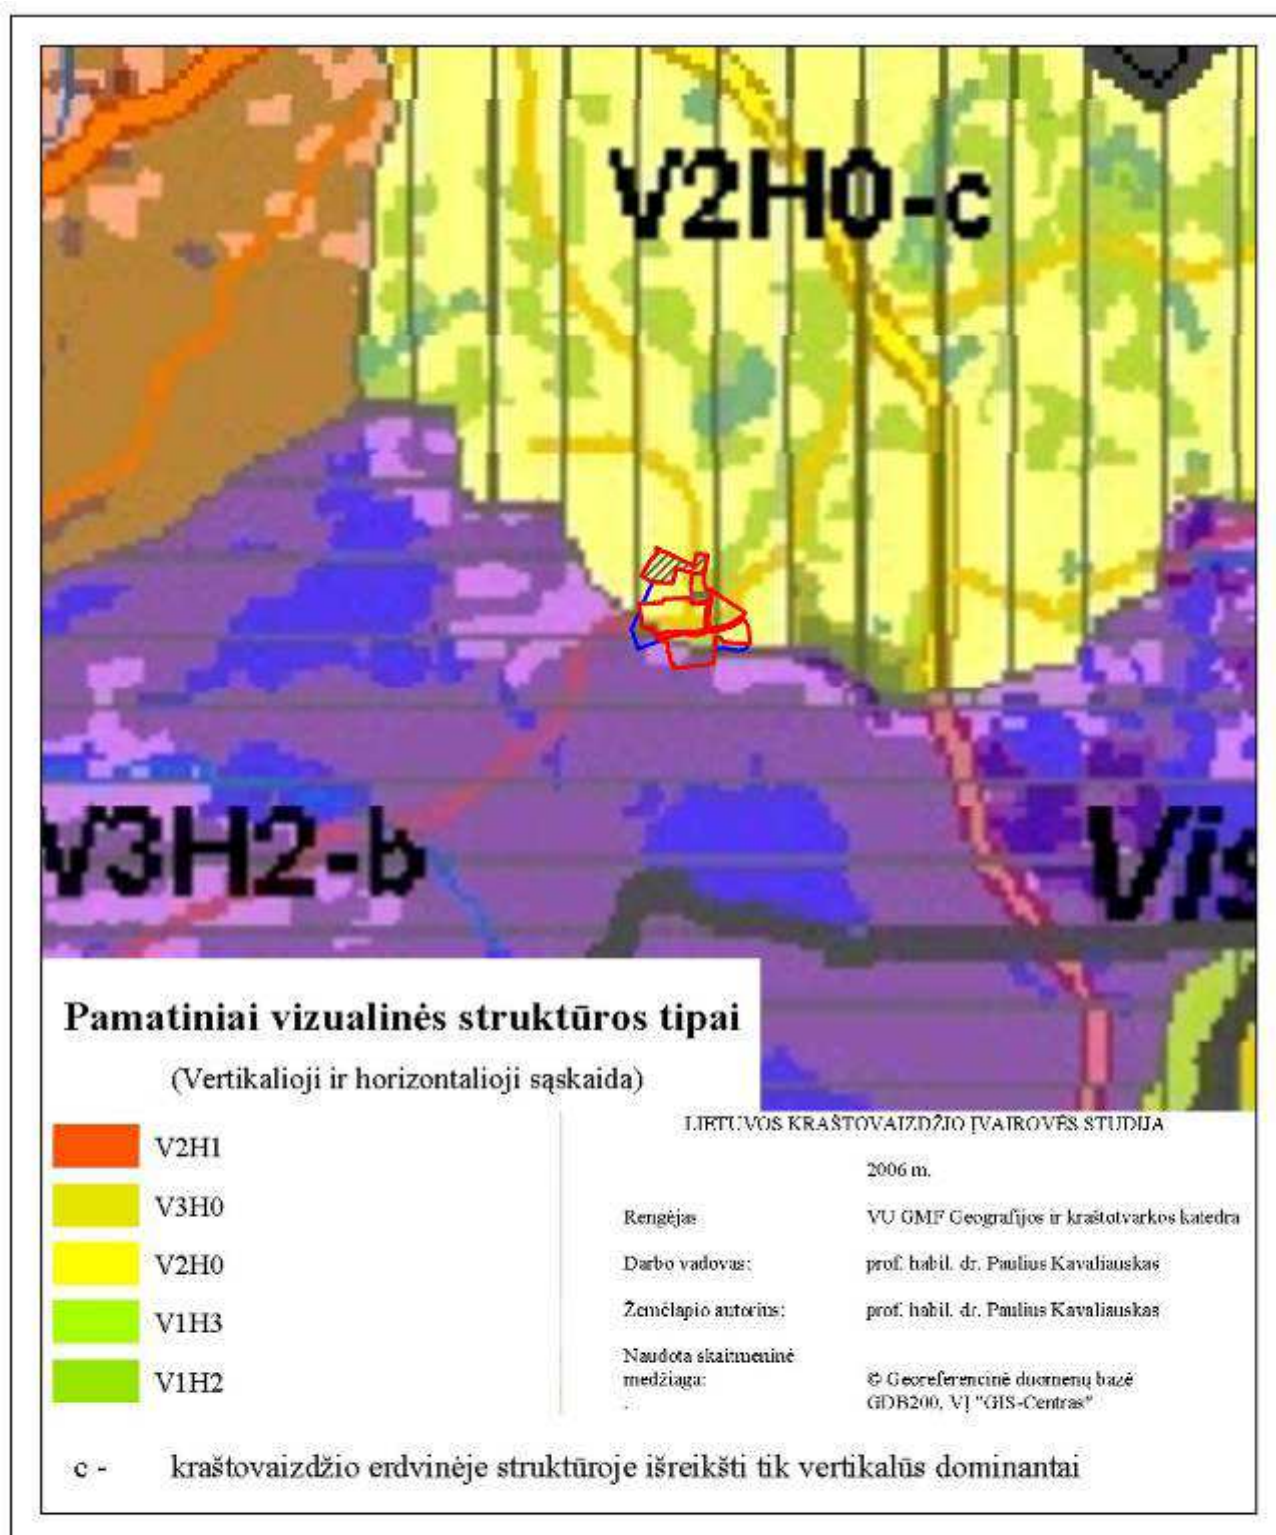 V2H0-c
V3H2-b
Vis
Pamatiniai vizualinės struktūros tipai
(Vertikalioji ir horizontalioji sąskaida)
V2H1
V3H0
V2H0
V1H3
V1H2
LIETUVOS KRAŠTOVAIZDŽIO ĮVAIROVĖS STUDIJA
2006 m.
Rengėjas VU GMF Geografijos ir kraštotvarkos katedra
Darbo vadovas: prof. habil. dr. Paulius Kavaliauskas
Žemėlapio autorius: prof. habil. dr. Paulius Kavaliauskas
Naudota skaitmeninė
medžiaga: © Georeferencinė duomenų bazė
. GDB200, VĮ "GIS-Centras"
c - kraštovaizdžio erdvinėje struktūroje išreikšti tik vertikalūs dominantai